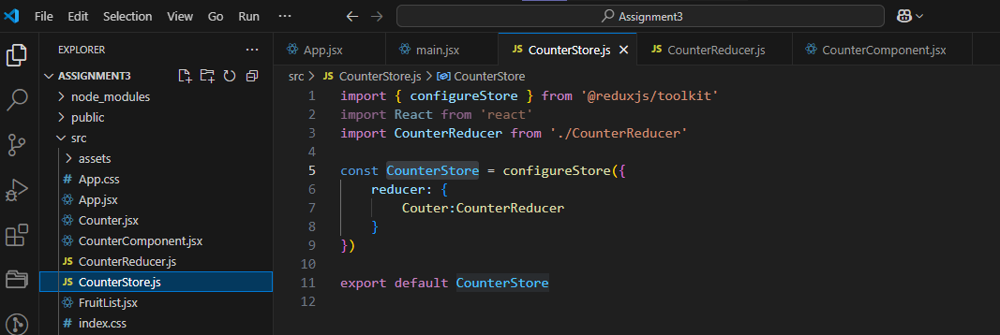 File Edit Selection View Go Run ··· Assignment3
EXPLORER ···
ASSIGNMENT3
node_modules
public
src
assets
# App.css
App.jsx
Counter.jsx
CounterComponent.jsx
JS CounterReducer.js
JS CounterStore.js
FruitList.jsx
# index.css
App.jsx main.jsx JS CounterStore.js JS CounterReducer.js CounterComponent.jsx
src > JS CounterStore.js > CounterStore
1 import { configureStore } from '@reduxjs/toolkit'
2 import React from 'react'
3 import CounterReducer from './CounterReducer'
4
5 const CounterStore = configureStore({
6 reducer: {
7 Couter:CounterReducer
8 }
9 })
10
11 export default CounterStore
12